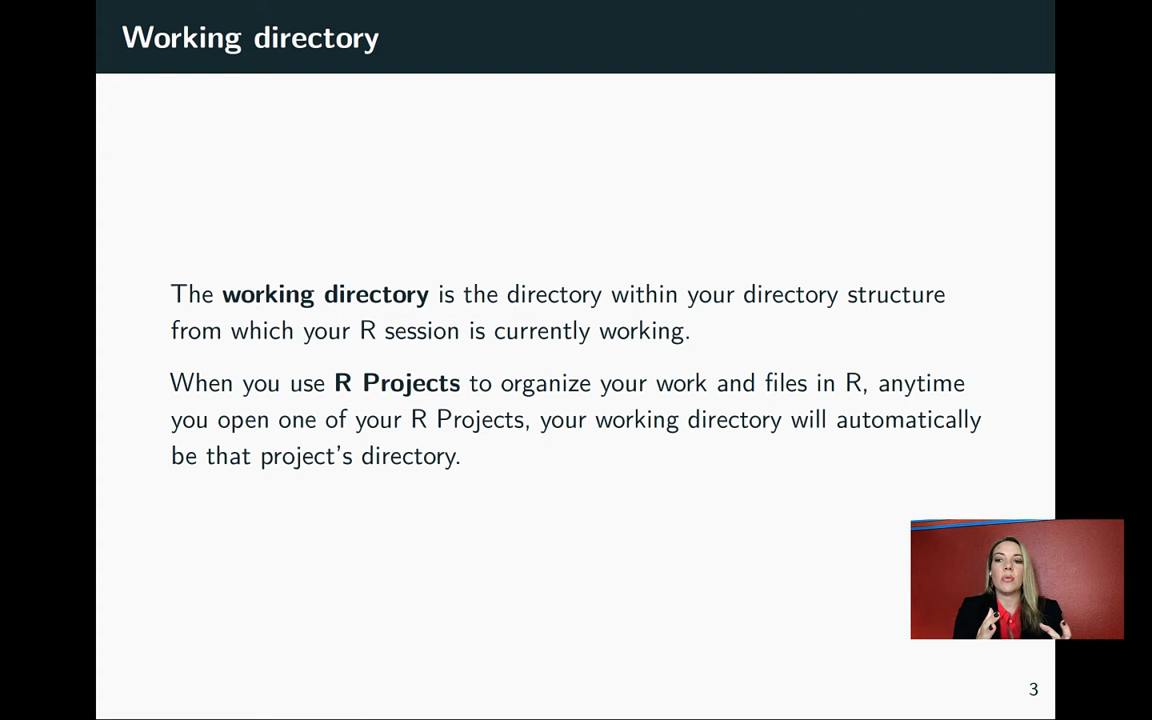 Working directory
The working directory is the directory within your directory structure
from which your R session is currently working.
When you use R Projects to organize your work and files in R, anytime
you open one of your R Projects, your working directory will automatically
be that project's directory.
3